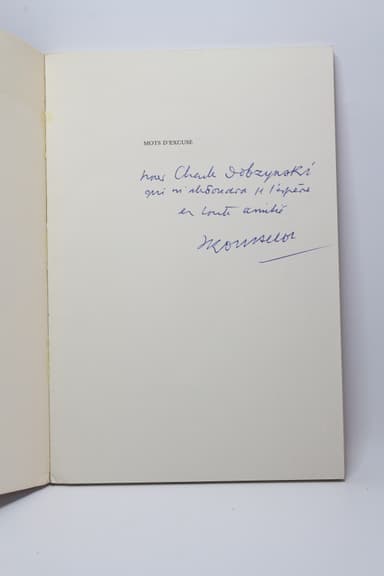 MOTS D'EXCUSE
pour Charles Dobzynski
qui m'absoudra je l'espère
en toute amitié